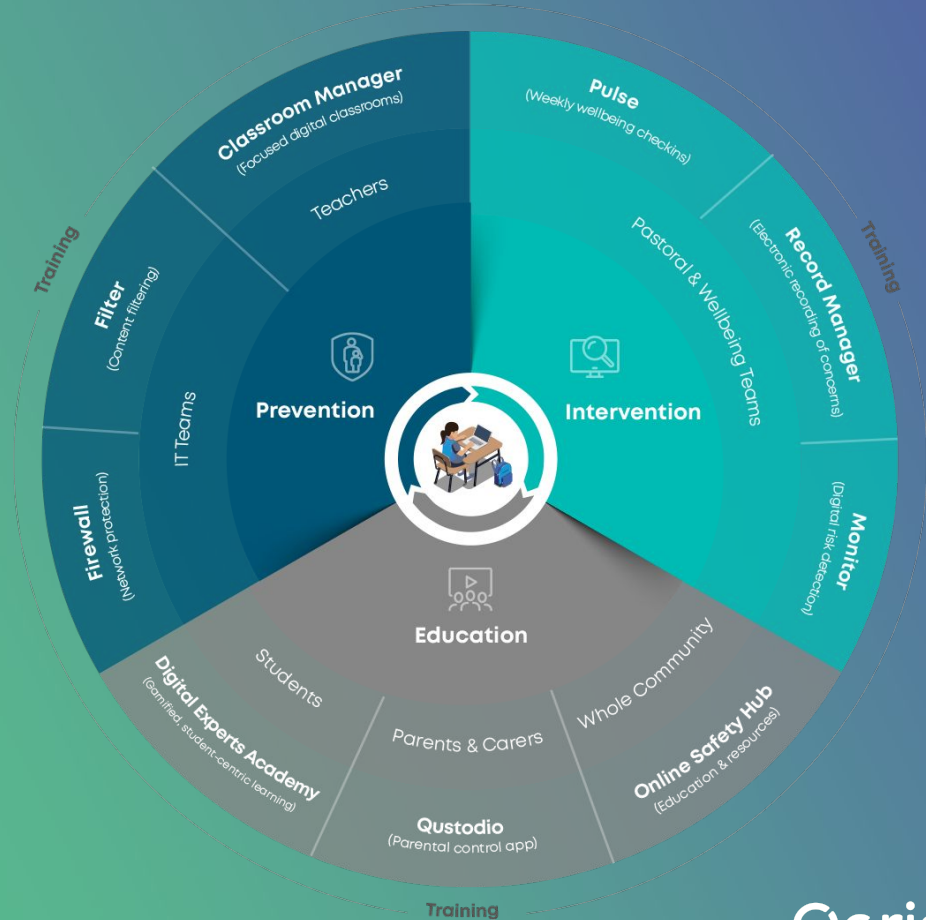 Classroom Manager
(Focused digital classrooms)
Teachers
Pulse
(Weekly wellbeing checkins)
Pastoral & Wellbeing Teams
Training
Filter
(Content filtering)
IT Teams
Firewall
(Network protection)
Prevention
Intervention
Record Manager
(Electronic recording of concerns)
Training
Monitor
(Digital risk detection)
Education
Students
Digital Experts Academy
(Gamified, student-centric learning)
Parents & Carers
Qustodio
(Parental control app)
Whole Community
Online Safety Hub
(Education & resources)
Training